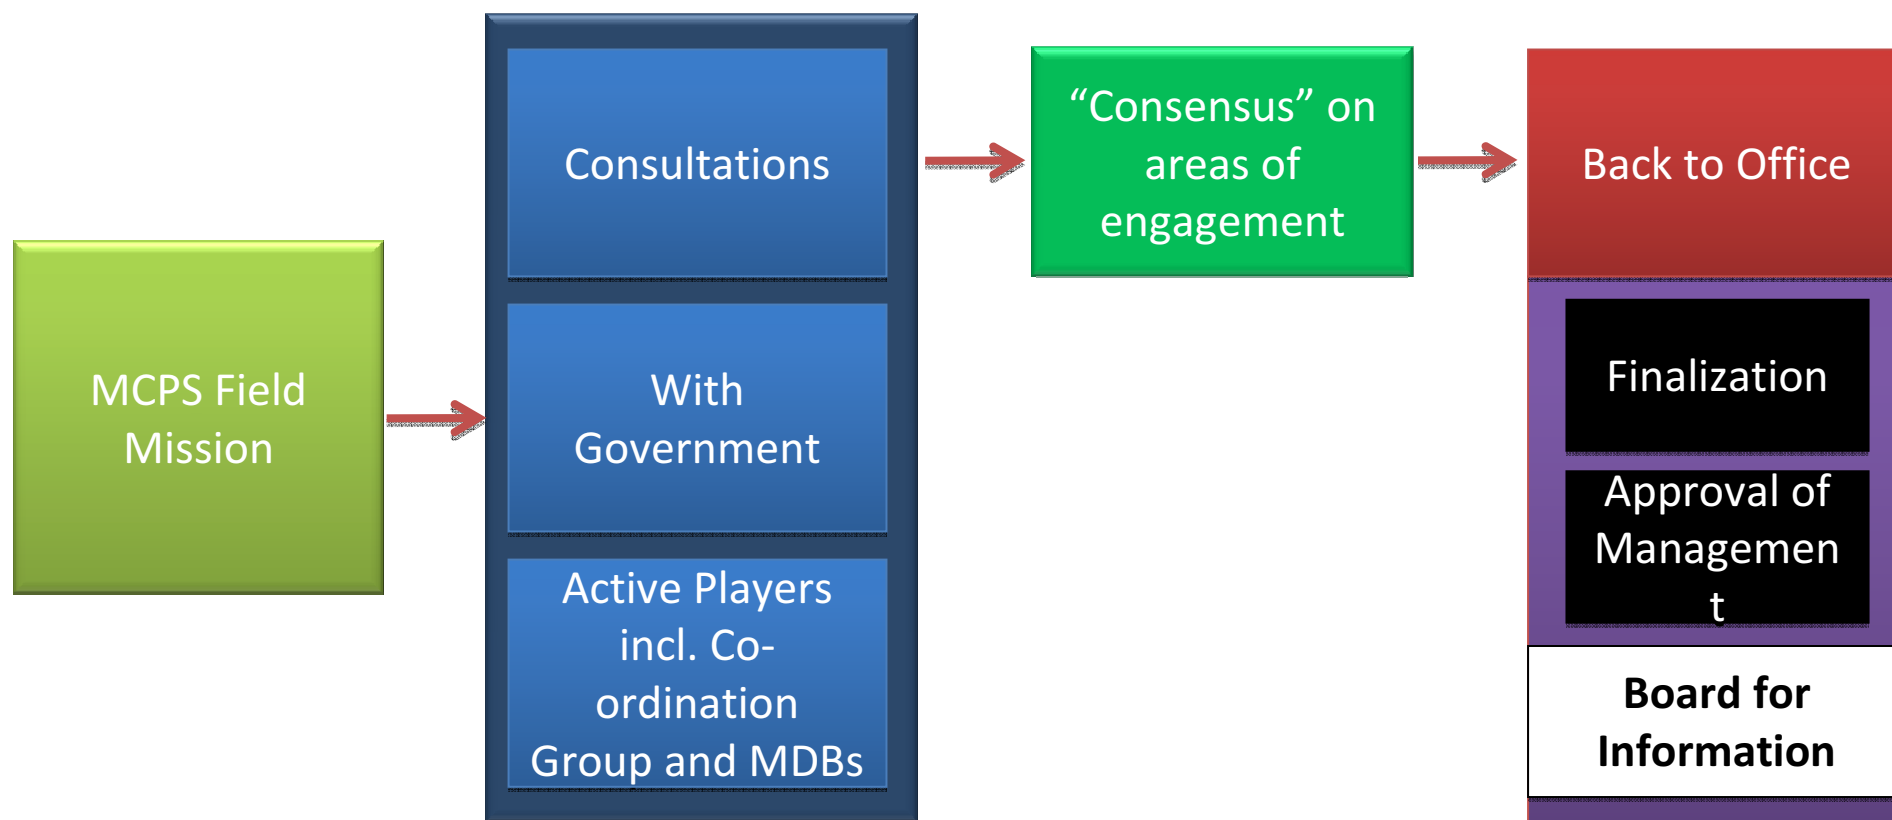 MCPS Field
Mission
Consultations
With
Government
Active Players
incl. Co-
ordination
Group and MDBs
“Consensus” on
areas of
engagement
Back to Office
Finalization
Approval of
Managemen
t
Board for
Information